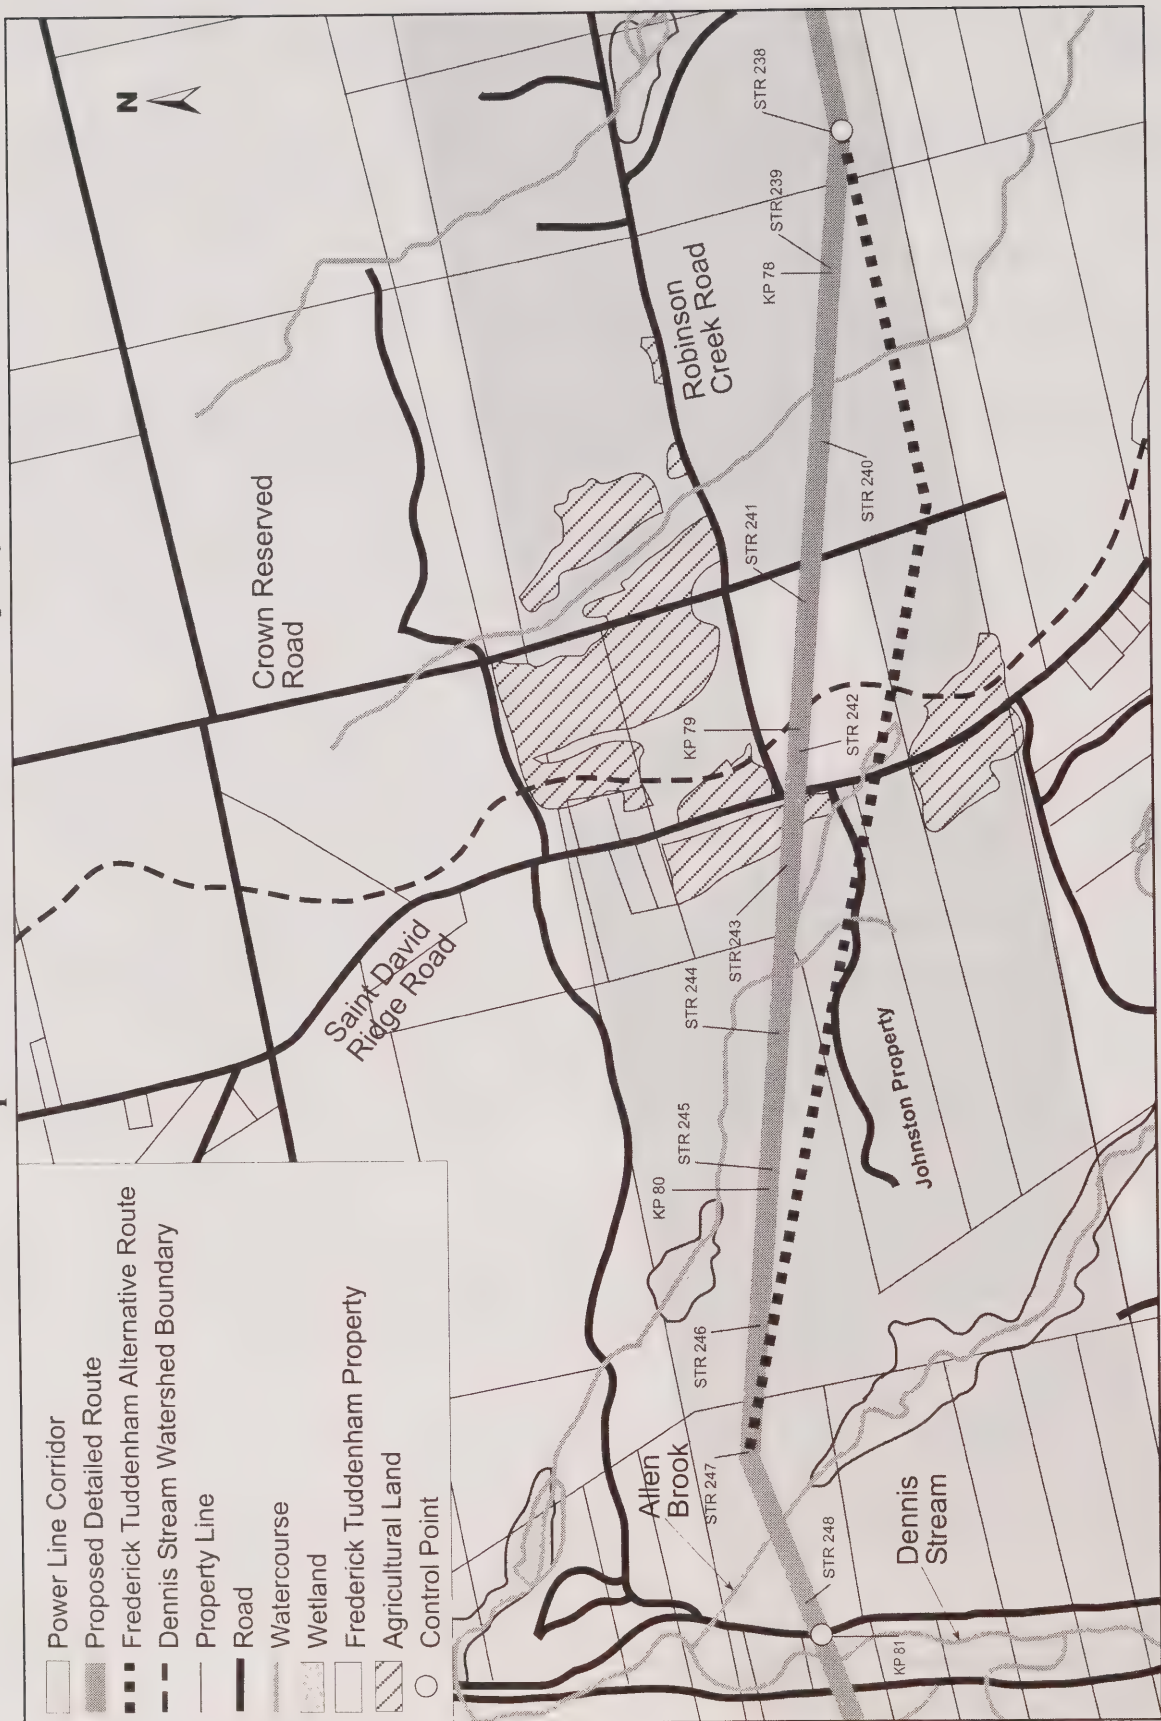 Power Line Corridor
Proposed Detailed Route
Frederick Tuddenham Alternative Route
Dennis Stream Watershed Boundary
Property Line
Road
Watercourse
Wetland
Frederick Tuddenham Property
Agricultural Land
Control Point
N
Crown Reserved
Road
Saint David
Ridge Road
Robinson
Creek Road
STR 238
STR 239
KP 78
STR 240
STR 241
STR 242
KP 79
STR 243
STR 244
STR 245
KP 80
STR 246
STR 247
STR 248
KP 81
Johnston Property
Allen
Brook
Dennis
Stream